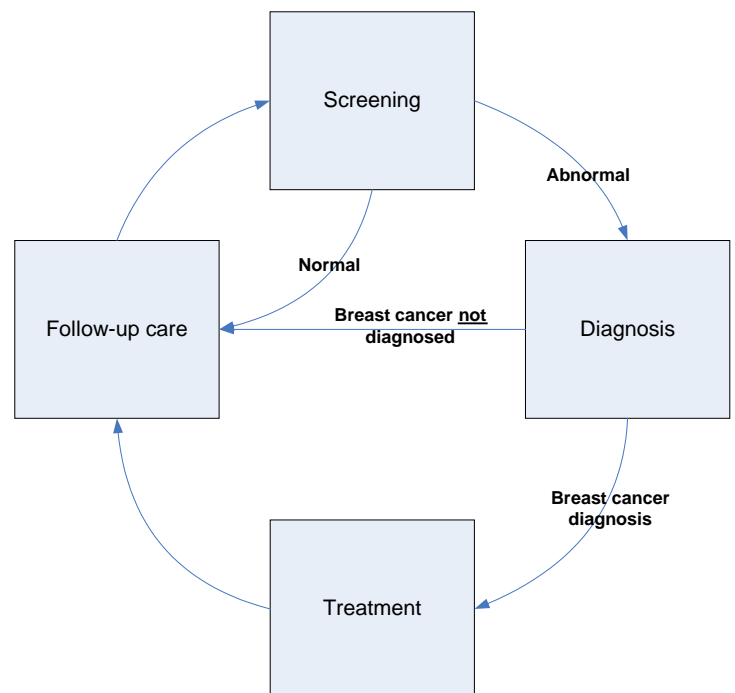 Screening
Abnormal
Normal
Follow-up care
Breast cancer not
diagnosed
Diagnosis
Breast cancer
diagnosis
Treatment